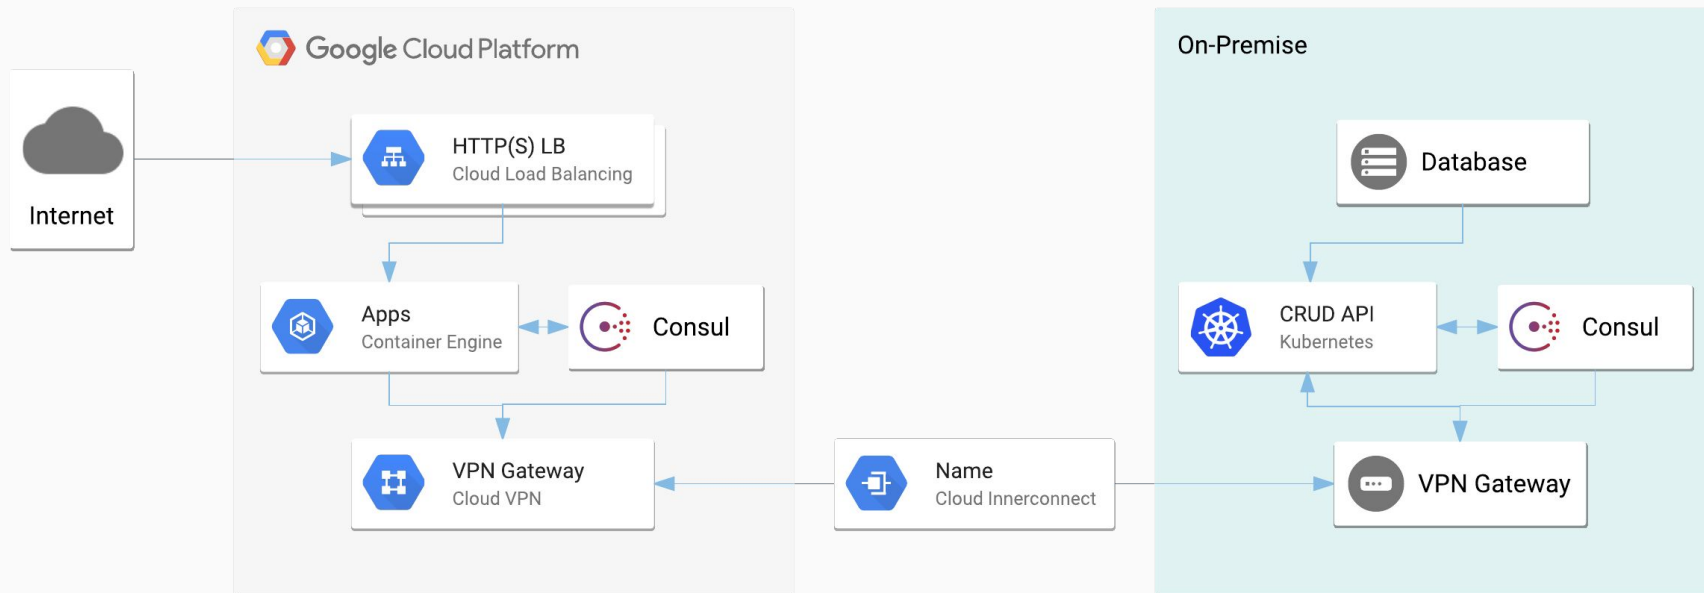 Google Cloud Platform
On-Premise
Internet
HTTP(S) LB
Cloud Load Balancing
Database
Apps
Container Engine
Consul
CRUD API
Kubernetes
Consul
VPN Gateway
Cloud VPN
Name
Cloud Innerconnect
VPN Gateway